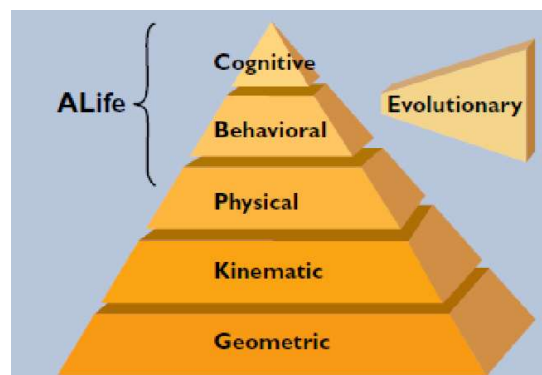 Cognitive
ALife
Evolutionary
Behavioral
Physical
Kinematic
Geometric